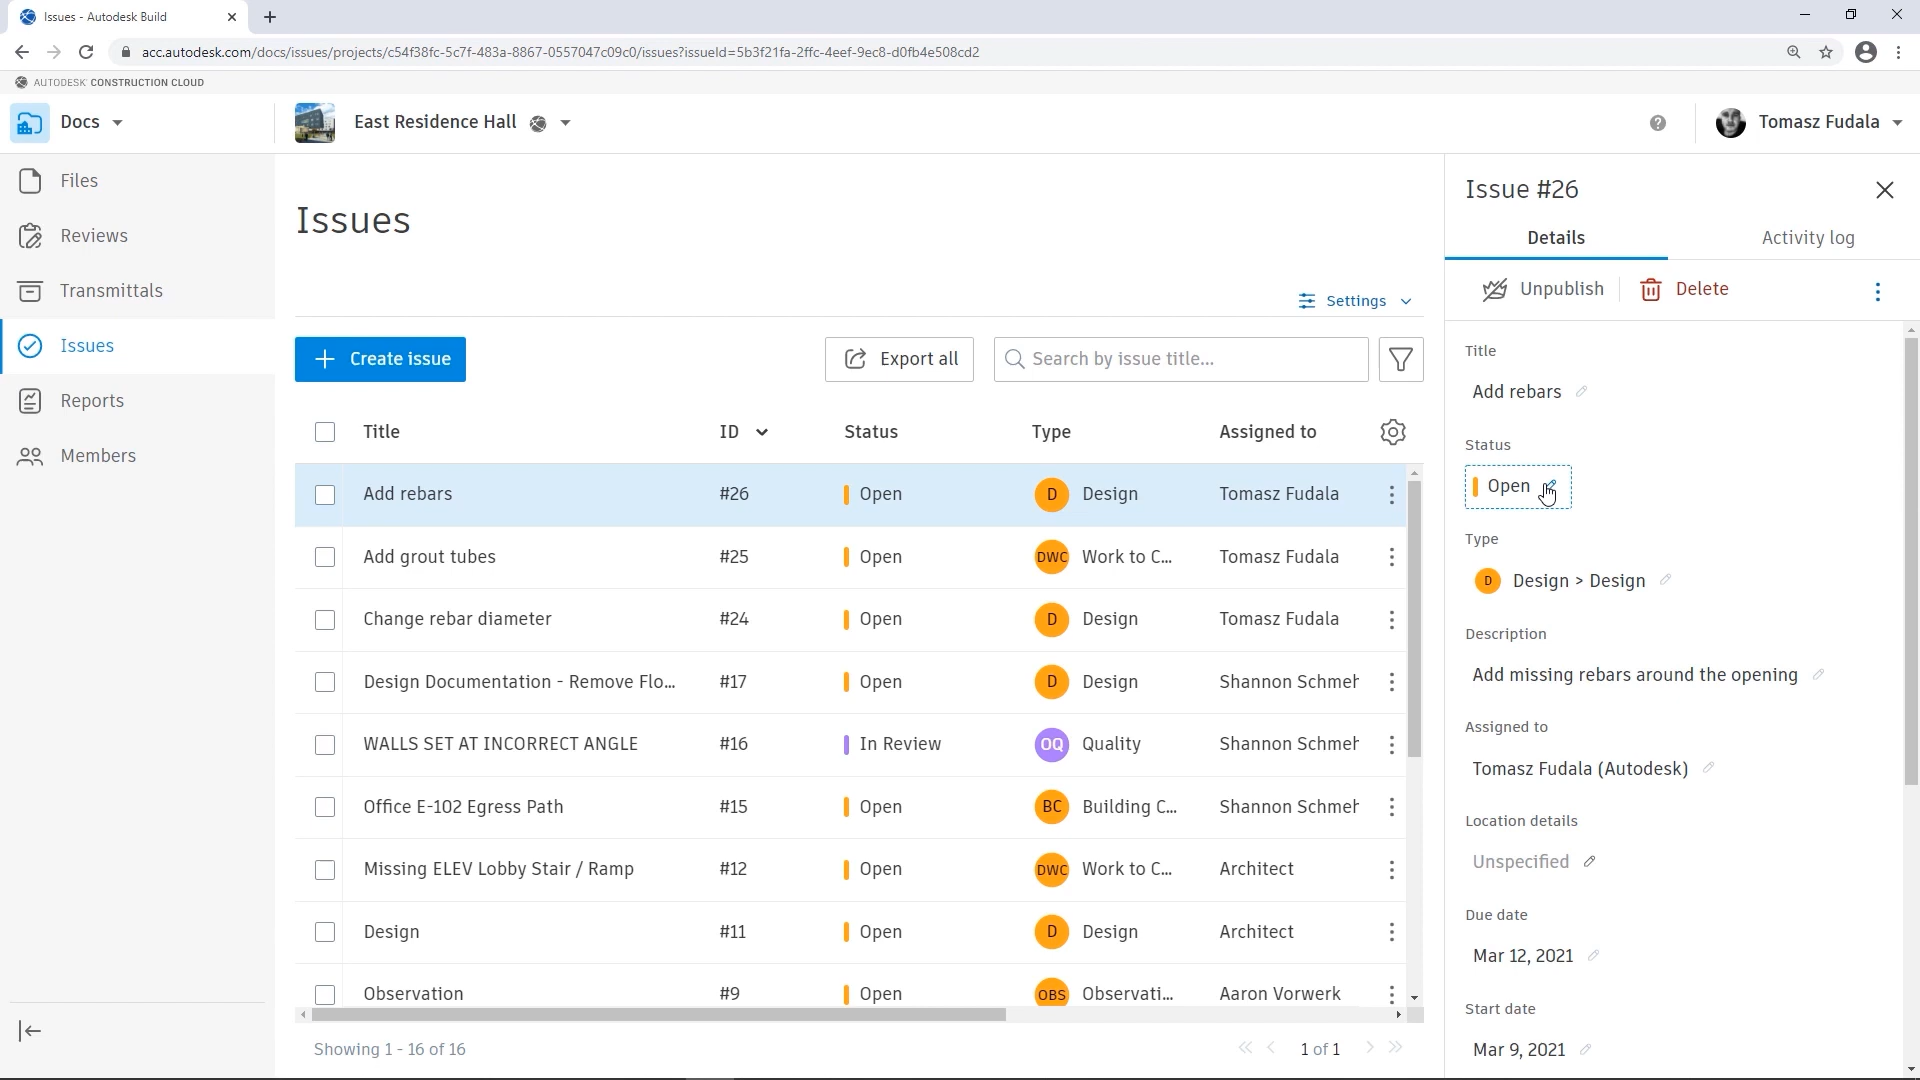 Issues - Autodesk Build
acc.autodesk.com/docs/issues/projects/c54f38fc-5c7f-483a-8867-0557047c09c0/issues?issueId=5b3f21fa-2ffc-4eef-9ec8-d0fb4e508cd2
AUTODESK® CONSTRUCTION CLOUD
Docs
East Residence Hall
Tomasz Fudala
Files
Reviews
Transmittals
Issues
Reports
Members
Issues
Settings
Create issue
Export all
Search by issue title...
Title ID Status Type Assigned to
Add rebars #26 Open D Design Tomasz Fudala
Add grout tubes #25 Open DWC Work to C... Tomasz Fudala
Change rebar diameter #24 Open D Design Tomasz Fudala
Design Documentation - Remove Flo... #17 Open D Design Shannon Schmeh
WALLS SET AT INCORRECT ANGLE #16 In Review OQ Quality Shannon Schmeh
Office E-102 Egress Path #15 Open BC Building C... Shannon Schmeh
Missing ELEV Lobby Stair / Ramp #12 Open DWC Work to C... Architect
Design #11 Open D Design Architect
Observation #9 Open OBS Observati... Aaron Vorwerk
Showing 1 - 16 of 16
1 of 1
Issue #26
Details Activity log
Unpublish Delete
Title
Add rebars
Status
Open
Type
D Design > Design
Description
Add missing rebars around the opening
Assigned to
Tomasz Fudala (Autodesk)
Location details
Unspecified
Due date
Mar 12, 2021
Start date
Mar 9, 2021